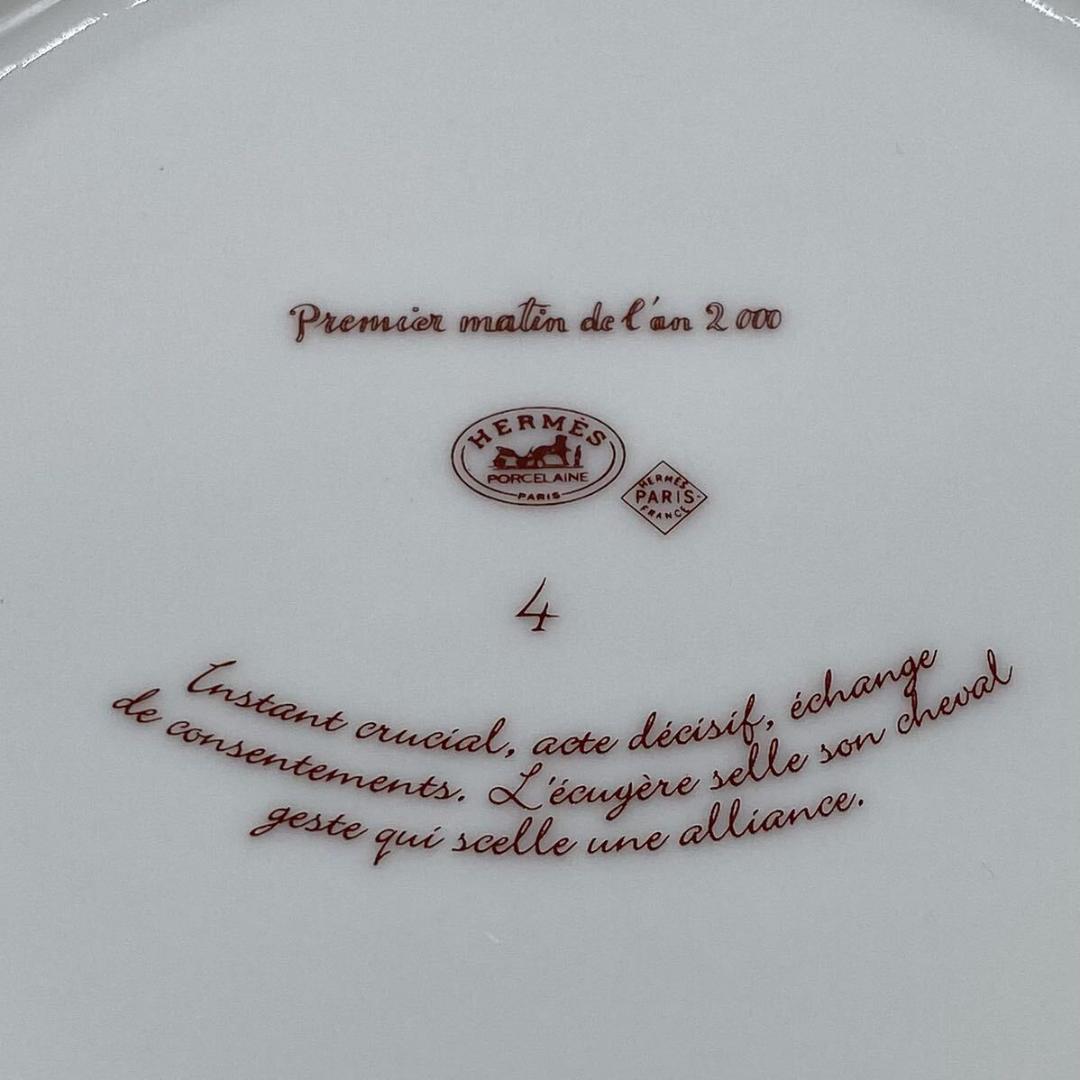 Premier matin de l'an 2000
HERMÈS
PORCELAINE
PARIS
HERMÈS
PARIS
FRANCE
4
Instant crucial, acte décisif, échange
de consentements. L'écuyère selle son cheval
geste qui scelle une alliance.